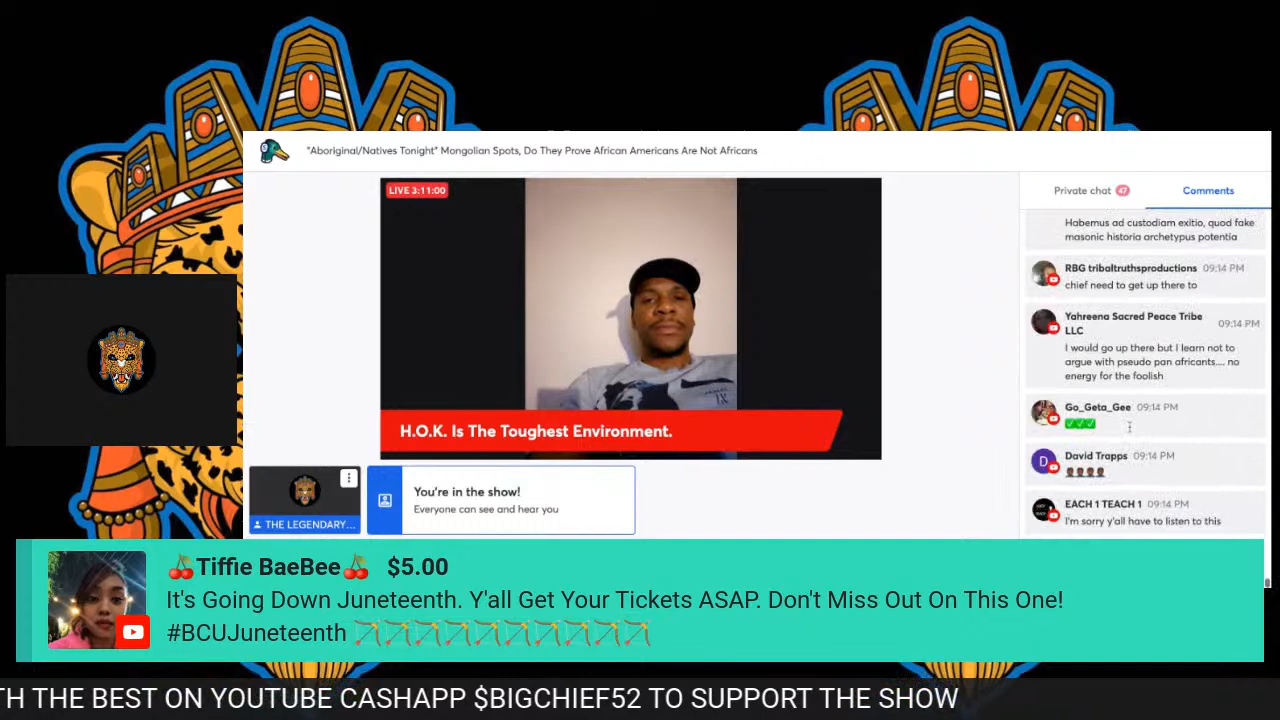 "Aboriginal/Natives Tonight" Mongolian Spots, Do They Prove African Americans Are Not Africans
LIVE 3:11:00
H.O.K. Is The Toughest Environment.
THE LEGENDARY...
You're in the show!
Everyone can see and hear you
Private chat 47
Comments
Habemus ad custodiam exitio, quod fake
masonic historia archetypus potentia
RBG tribaltruthsproductions 09:14 PM
chief need to get up there to
Yahreena Sacred Peace Tribe
LLC 09:14 PM
I would go up there but I learn not to
argue with pseudo pan africants.... no
energy for the foolish
Go_Geta_Gee 09:14 PM
✅✅✅
D
David Trapps 09:14 PM
EACH 1 TEACH 1 09:14 PM
I'm sorry y'all have to listen to this
🍒Tiffie BaeBee🍒 $5.00
It's Going Down Juneteenth. Y'all Get Your Tickets ASAP. Don't Miss Out On This One!
#BCUJuneteenth 🏹🏹🏹🏹🏹🏹🏹🏹🏹🏹
TH THE BEST ON YOUTUBE CASHAPP $BIGCHIEF52 TO SUPPORT THE SHOW